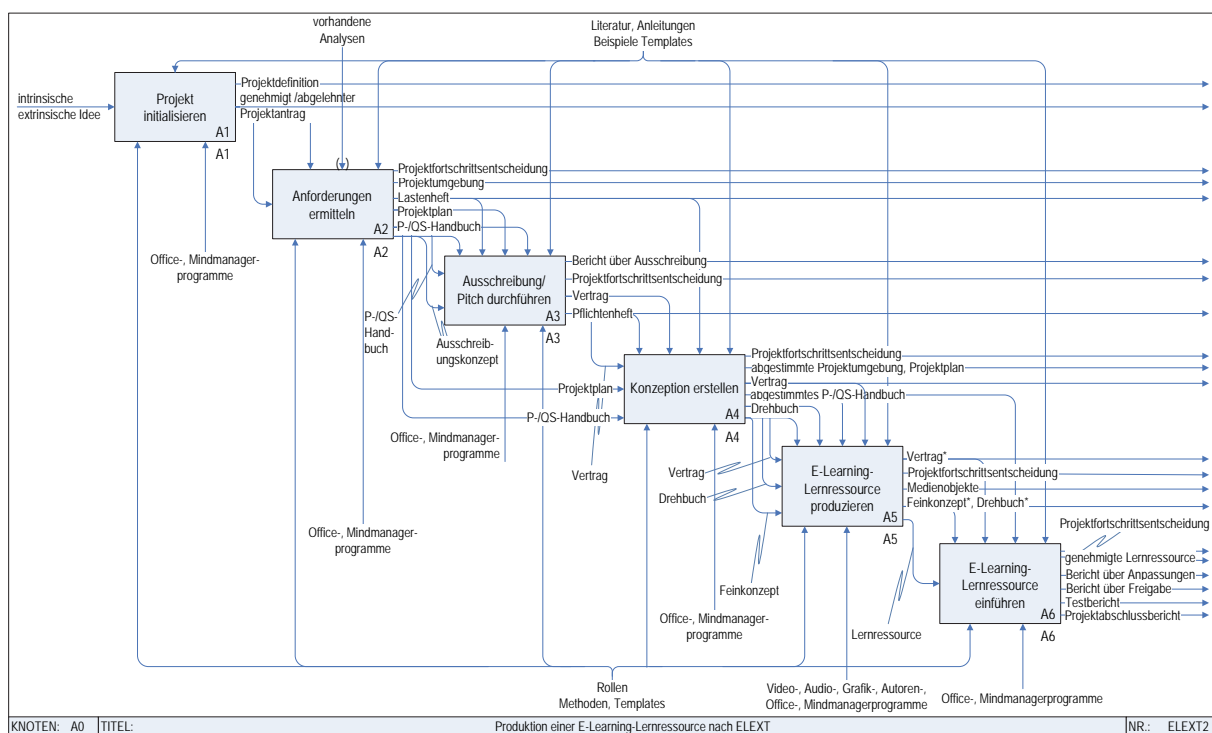 vorhandene
Analysen
Literatur, Anleitungen
Beispiele Templates
intrinsische
extrinsische Idee
Projekt
initialisieren
A1
A1
Projektdefinition
genehmigt /abgelehnter
Projektantrag
Office-, Mindmanager-
programme
( )
Anforderungen
ermitteln
A2
A2
Projektfortschrittsentscheidung
Projektumgebung
Lastenheft
Projektplan
P-/QS-Handbuch
Office-, Mindmanager-
programme
P-/QS-
Hand-
buch
Ausschreib-
ungskonzept
Ausschreibung/
Pitch durchführen
A3
A3
Bericht über Ausschreibung
Projektfortschrittsentscheidung
Vertrag
Pflichtenheft
Office-, Mindmanager-
programme
Projektplan
P-/QS-Handbuch
Vertrag
Konzeption erstellen
A4
A4
Projektfortschrittsentscheidung
abgestimmte Projektumgebung, Projektplan
Vertrag
abgestimmtes P-/QS-Handbuch
Drehbuch
Office-, Mindmanager-
programme
Vertrag
Drehbuch
Feinkonzept
E-Learning-
Lernressource
produzieren
A5
A5
Vertrag*
Projektfortschrittsentscheidung
Medienobjekte
Feinkonzept*, Drehbuch*
Lernressource
E-Learning-
Lernressource
einführen
A6
A6
Projektfortschrittsentscheidung
genehmigte Lernressource
Bericht über Anpassungen
Bericht über Freigabe
Testbericht
Projektabschlussbericht
Rollen
Methoden, Templates
Video-, Audio-, Grafik-, Autoren-,
Office-, Mindmanagerprogramme
Office-, Mindmanagerprogramme
KNOTEN: A0 TITEL: Produktion einer E-Learning-Lernressource nach ELEXT NR.: ELEXT2